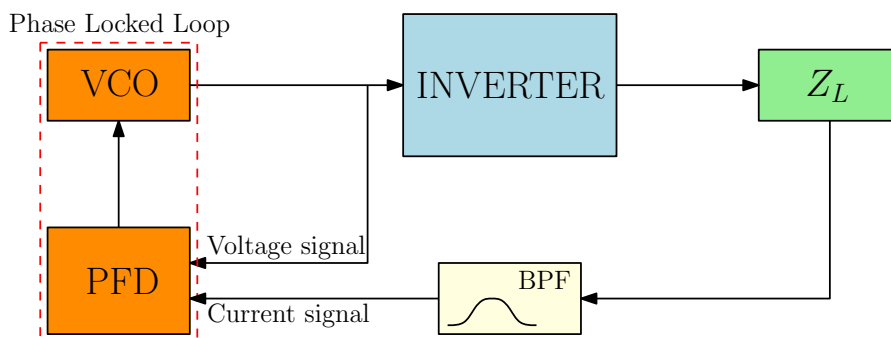 Phase Locked Loop
VCO
INVERTER
Z_L
Voltage signal
BPF
PFD
Current signal